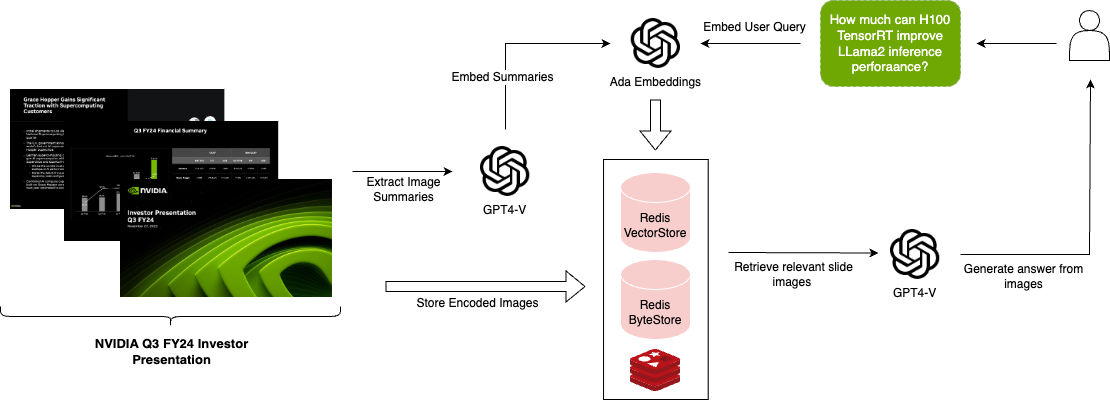 Embed User Query
How much can H100
TensorRT improve
LLama2 inference
perforaance?
Embed Summaries
Ada Embeddings
Grace Hopper Gains Significant
Traction with Supercomputing
Customers
Q3 FY24 Financial Summary
NVIDIA
Investor Presentation
Q3 FY24
November 27, 2023
Extract Image
Summaries
GPT4-V
Redis
VectorStore
Redis
ByteStore
Store Encoded Images
Retrieve relevant slide
images
GPT4-V
Generate answer from
images
NVIDIA Q3 FY24 Investor
Presentation